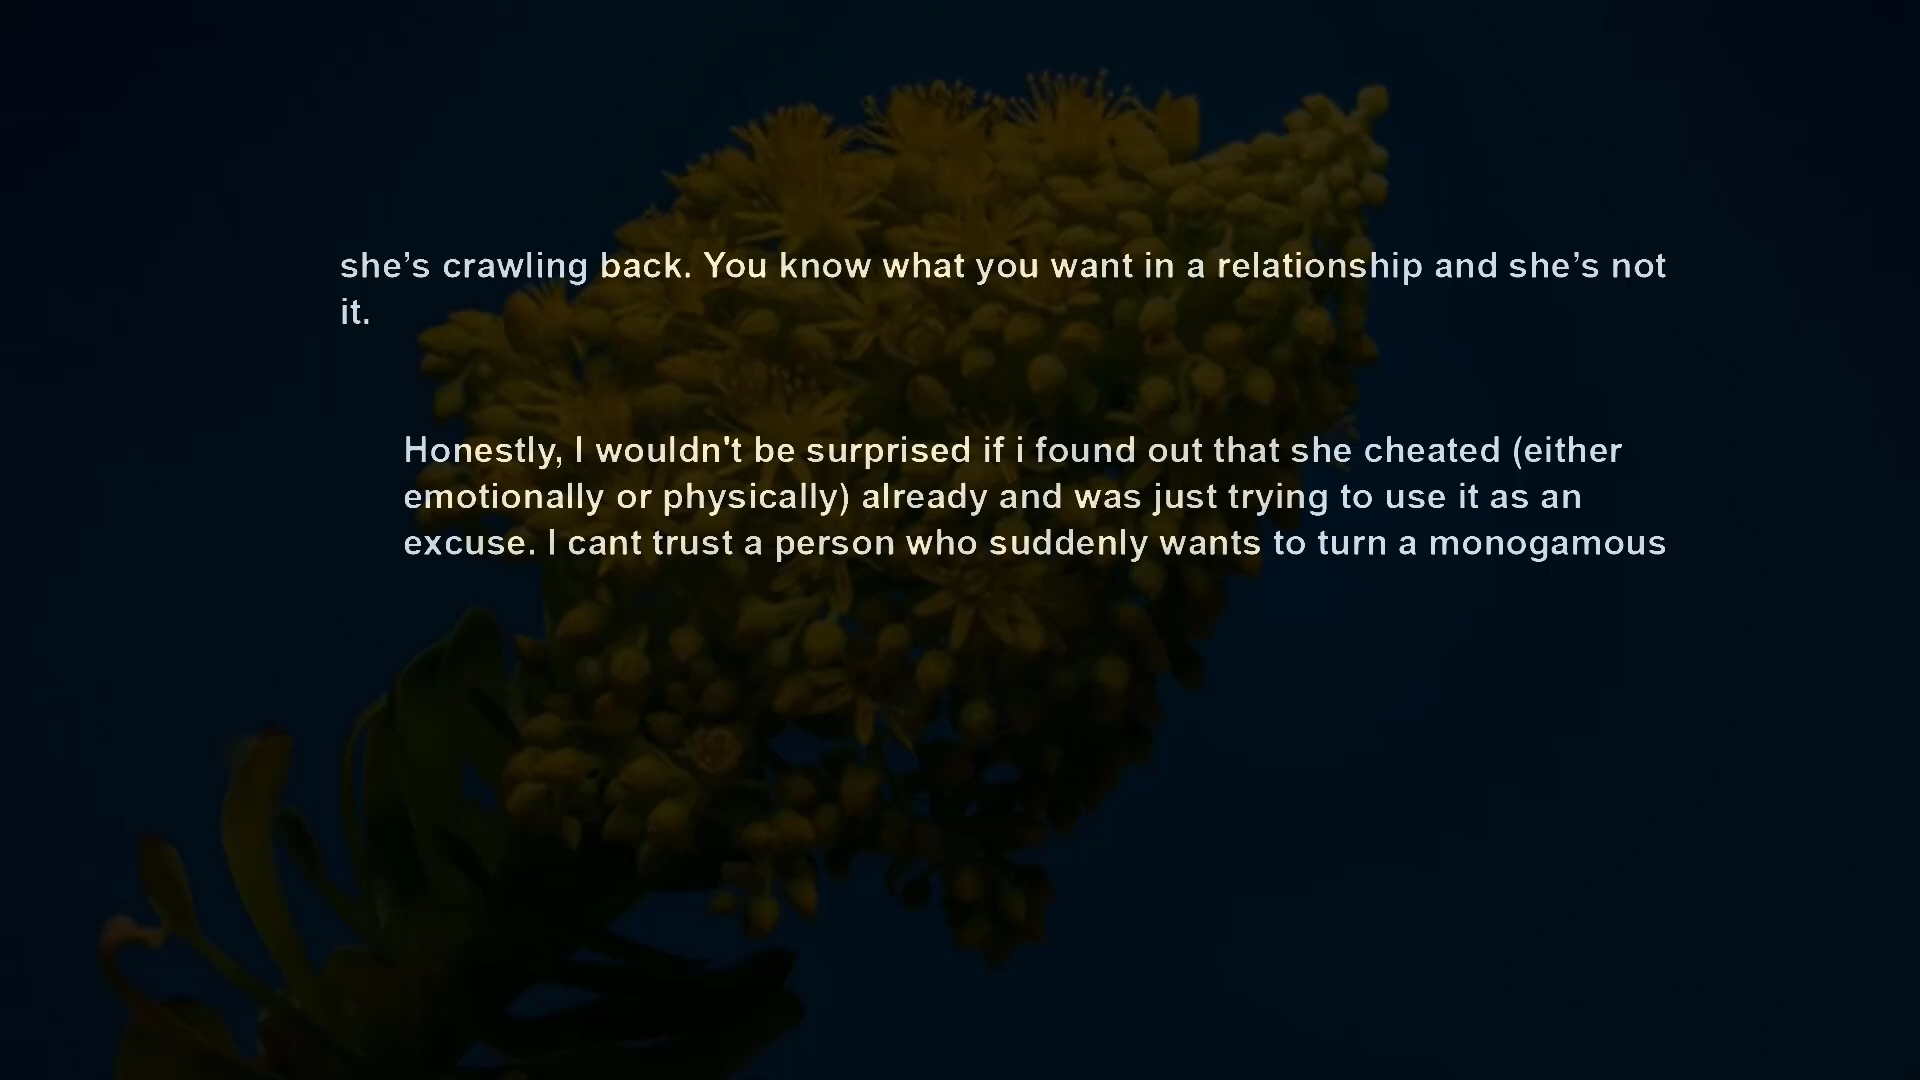 she’s crawling back. You know what you want in a relationship and she’s not
it.
Honestly, I wouldn't be surprised if i found out that she cheated (either
emotionally or physically) already and was just trying to use it as an
excuse. I cant trust a person who suddenly wants to turn a monogamous